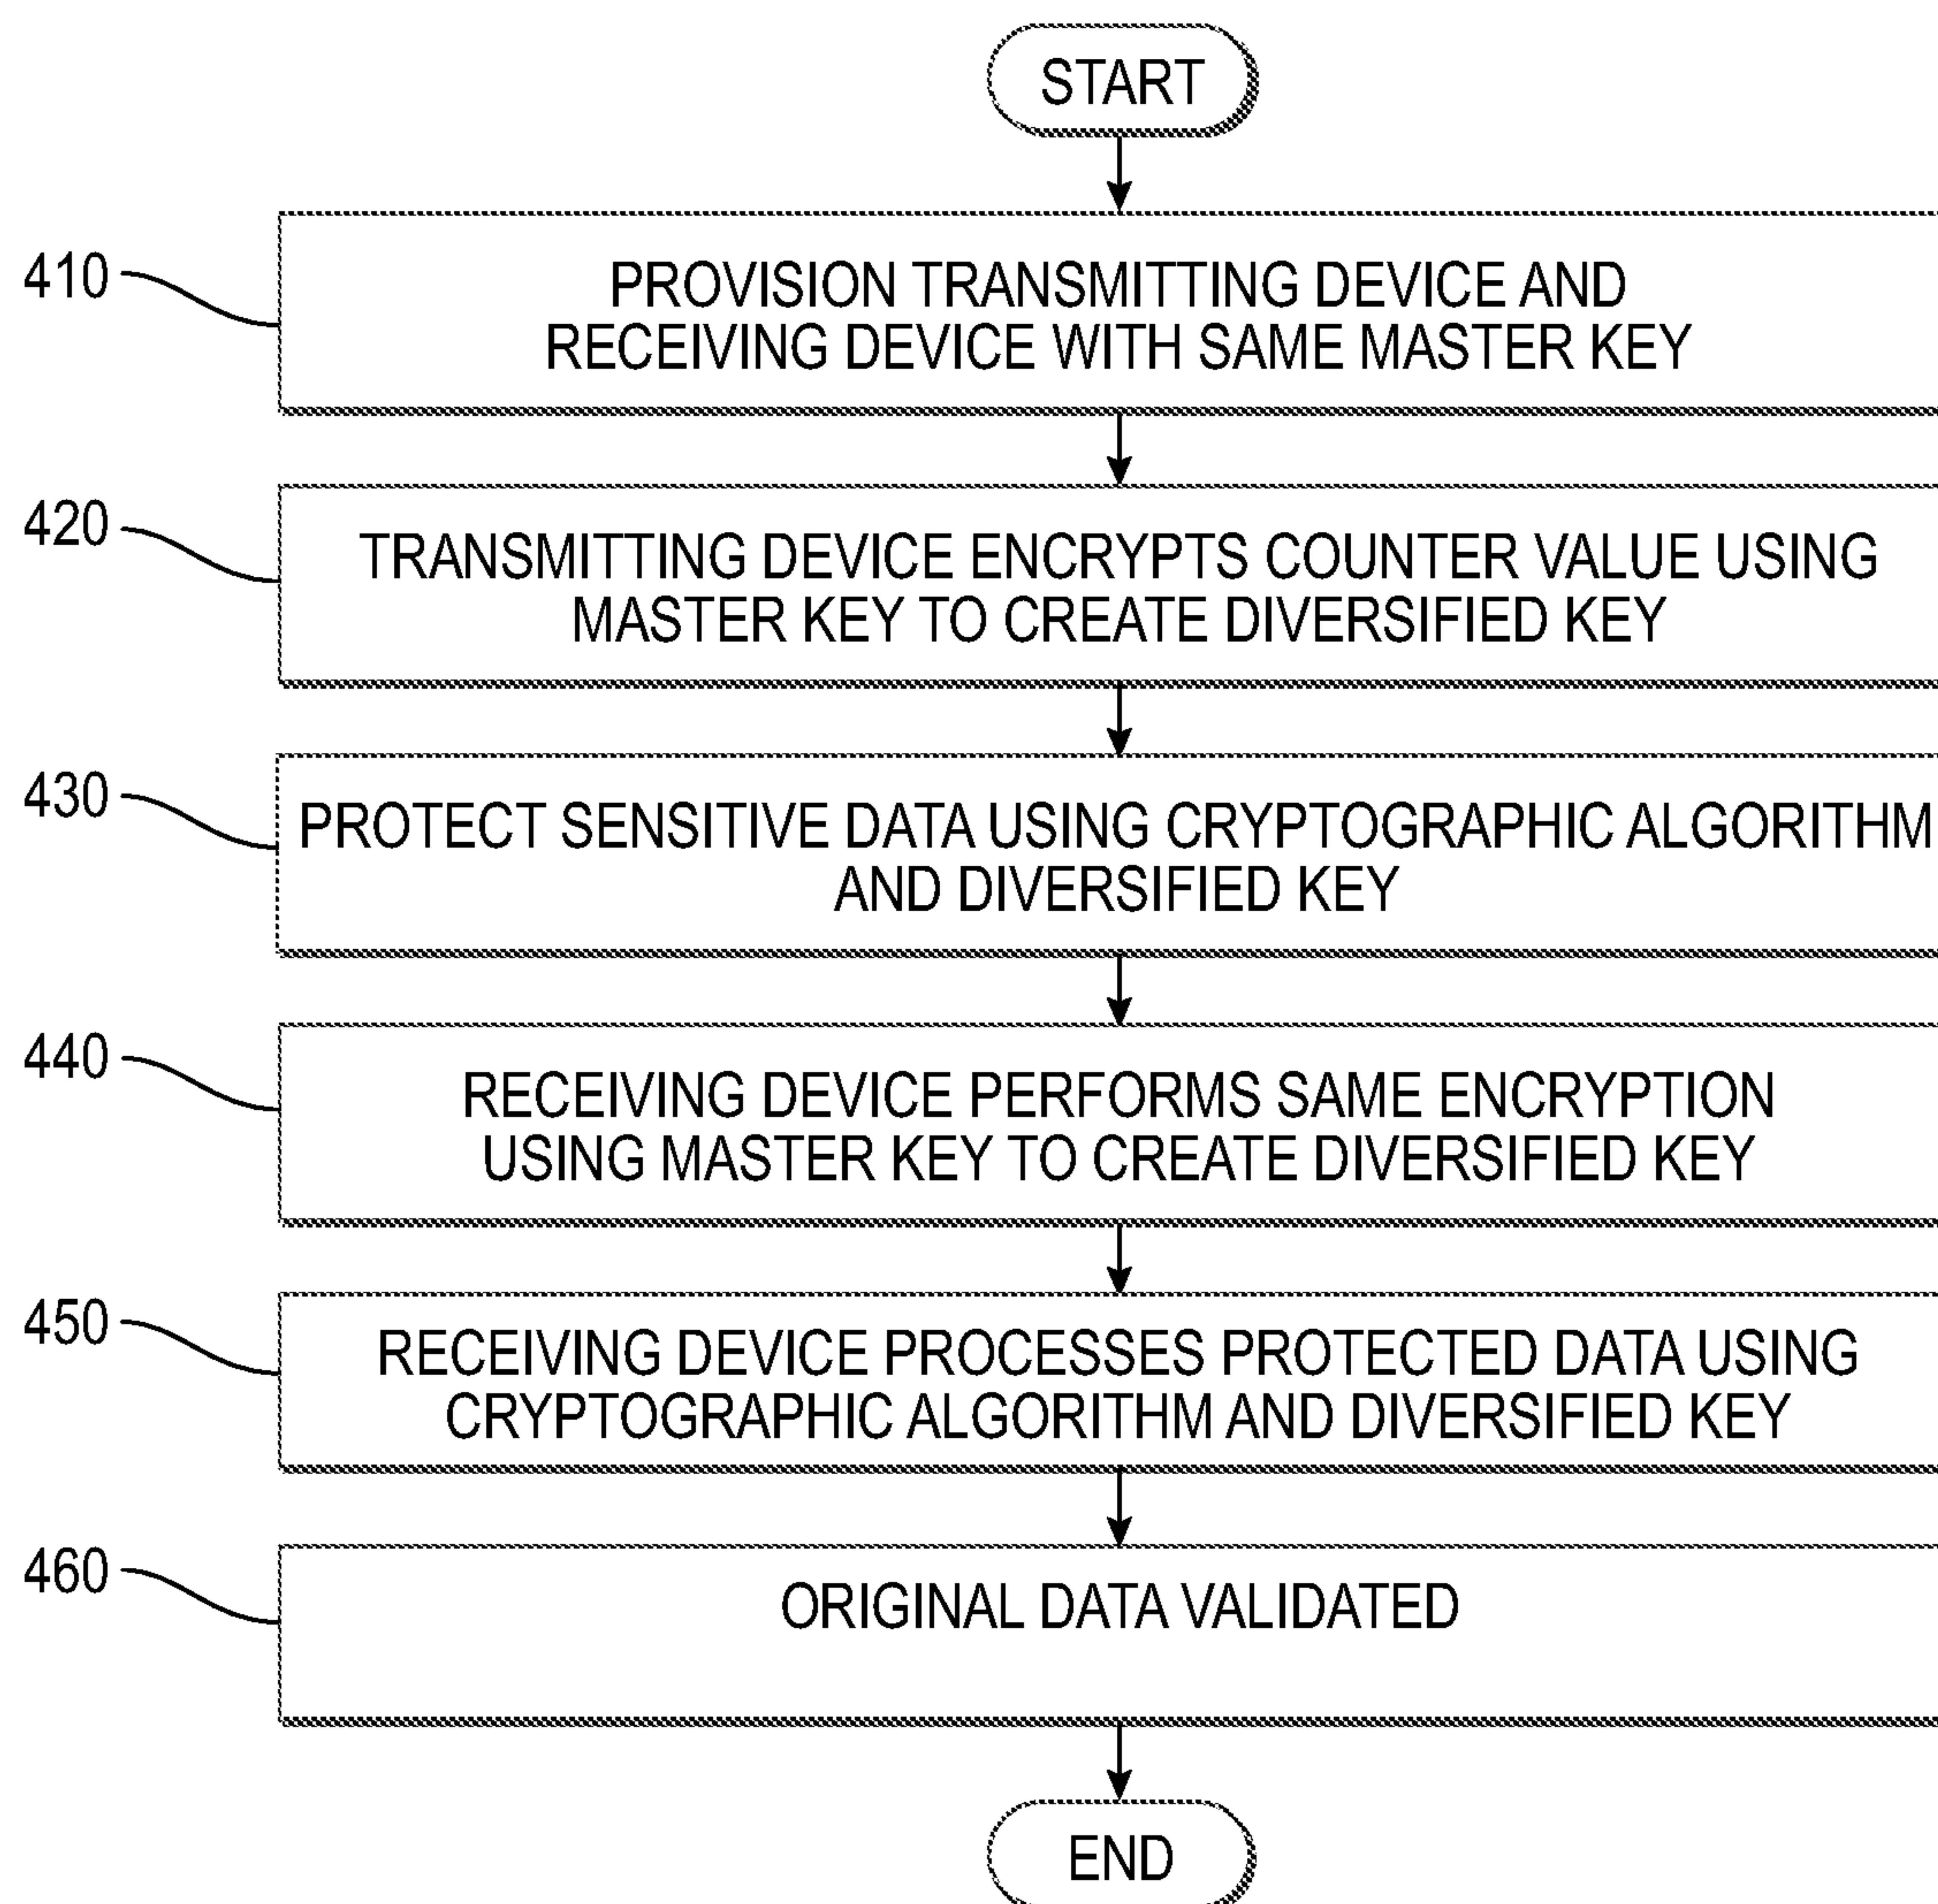 START
410
PROVISION TRANSMITTING DEVICE AND
RECEIVING DEVICE WITH SAME MASTER KEY
420
TRANSMITTING DEVICE ENCRYPTS COUNTER VALUE USING
MASTER KEY TO CREATE DIVERSIFIED KEY
430
PROTECT SENSITIVE DATA USING CRYPTOGRAPHIC ALGORITHM
AND DIVERSIFIED KEY
440
RECEIVING DEVICE PERFORMS SAME ENCRYPTION
USING MASTER KEY TO CREATE DIVERSIFIED KEY
450
RECEIVING DEVICE PROCESSES PROTECTED DATA USING
CRYPTOGRAPHIC ALGORITHM AND DIVERSIFIED KEY
460
ORIGINAL DATA VALIDATED
END